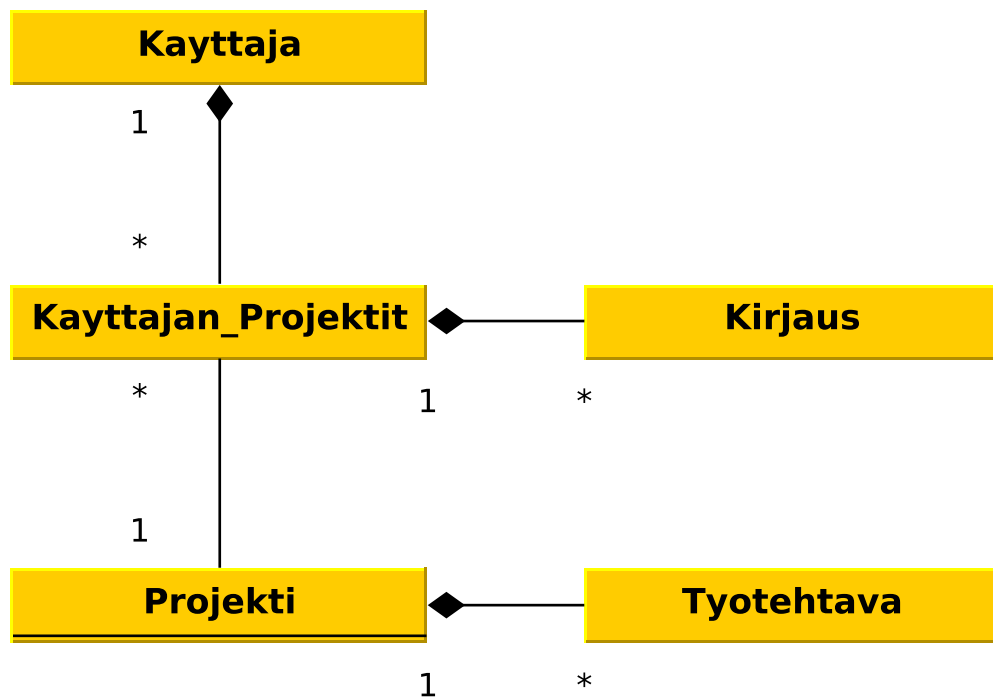 Kayttaja
1
*
Kayttajan_Projektit
Kirjaus
*
1
*
1
Projekti
Tyotehtava
1
*